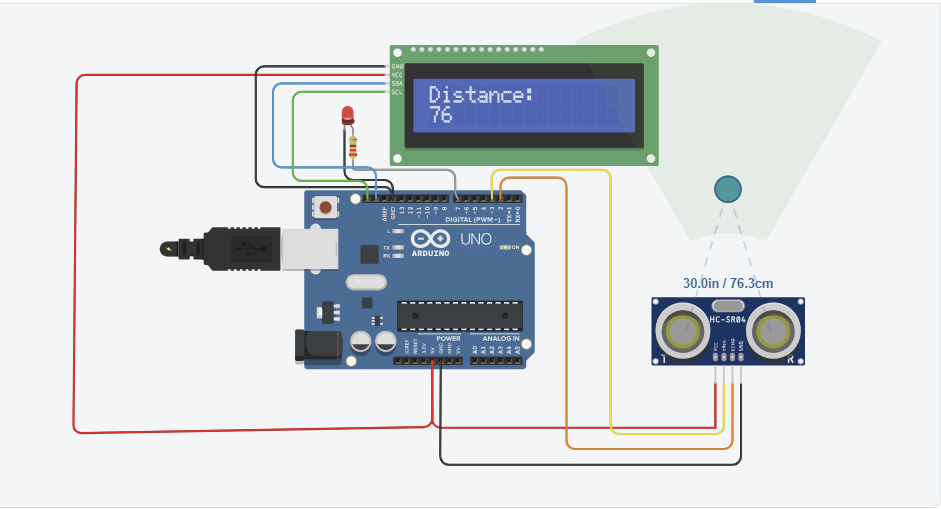 GND
VCC
SDA
SCL
Distance:
76
AREF
GND
13
12
~11
~10
~9
8
7
~6
~5
4
~3
2
TX→1
RX←0
DIGITAL (PWM~)
L
TX
RX
UNO
ARDUINO
ON
POWER
ANALOG IN
IOREF
RESET
3.3V
5V
GND
GND
Vin
A0
A1
A2
A3
A4
A5
30.0in / 76.3cm
HC-SR04
VCC
TRIG
ECHO
GND
T
R